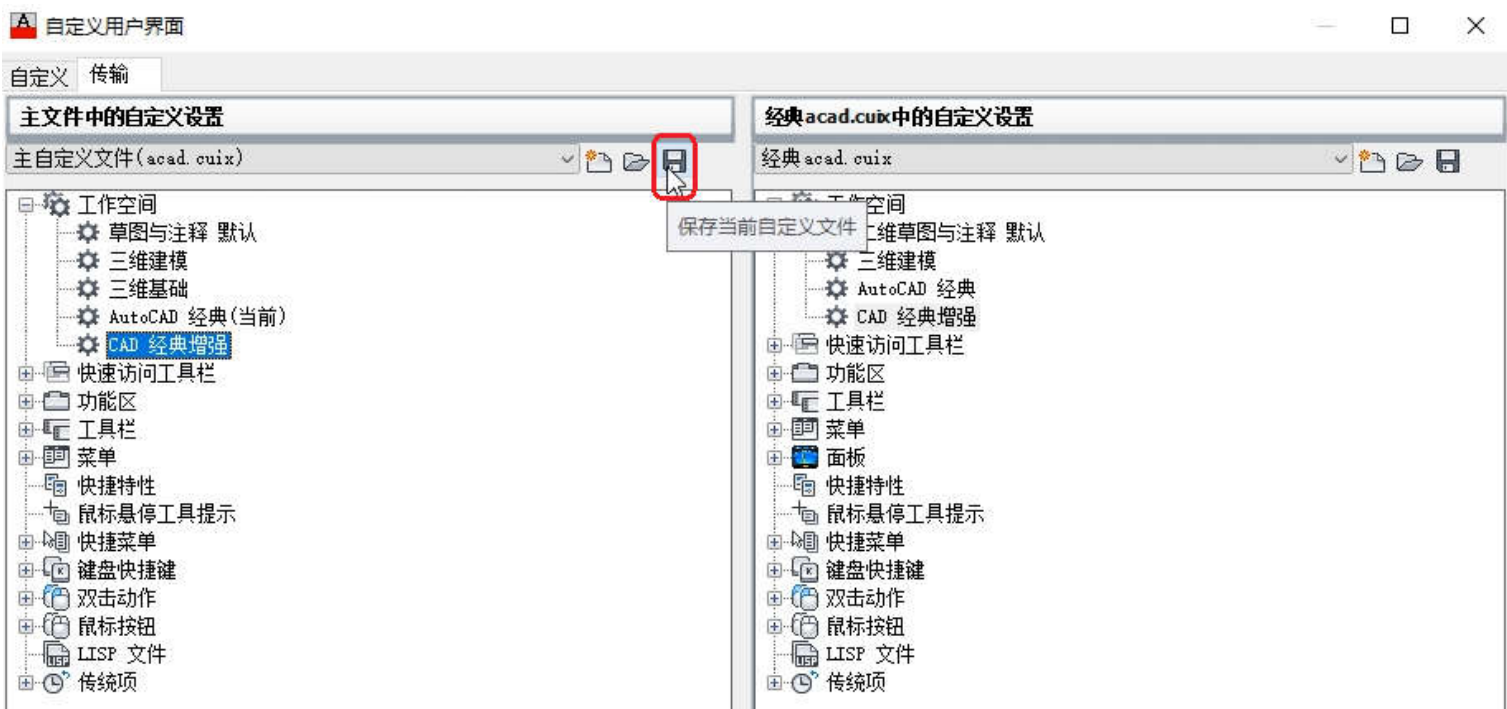 自定义用户界面
自定义 传输
主文件中的自定义设置
主自定义文件(acad.cuix)
工作空间
草图与注释 默认
三维建模
三维基础
AutoCAD 经典(当前)
CAD 经典增强
快速访问工具栏
功能区
工具栏
菜单
快捷特性
鼠标悬停工具提示
快捷菜单
键盘快捷键
双击动作
鼠标按钮
LISP 文件
传统项
保存当前自定义文件
经典acad.cuix中的自定义设置
经典acad.cuix
空间
维草图与注释 默认
三维建模
AutoCAD 经典
CAD 经典增强
快速访问工具栏
功能区
工具栏
菜单
面板
快捷特性
鼠标悬停工具提示
快捷菜单
键盘快捷键
双击动作
鼠标按钮
LISP 文件
传统项